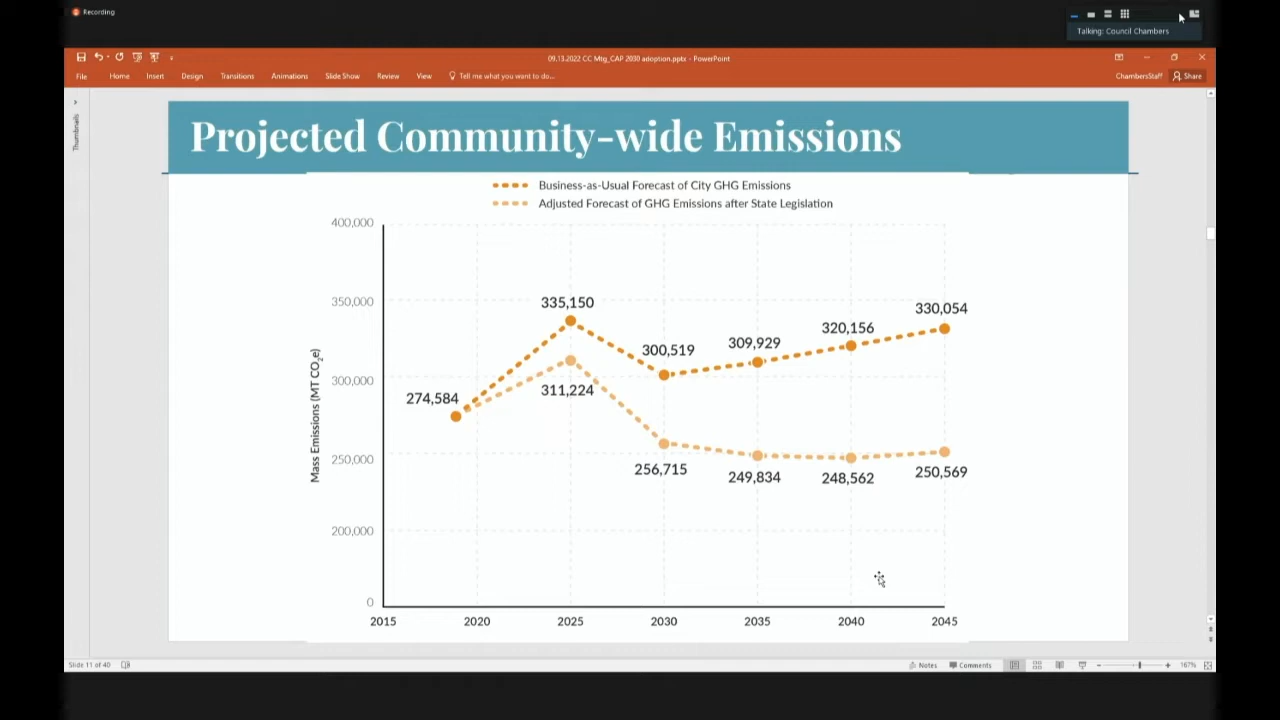 Recording
Talking: Council Chambers
09.13.2022 CC Mtg_CAP 2030 adoption.pptx - PowerPoint
File Home Insert Design Transitions Animations Slide Show Review View Tell me what you want to do...
ChambersStaff Share
Thumbnails
Projected Community-wide Emissions
Business-as-Usual Forecast of City GHG Emissions
Adjusted Forecast of GHG Emissions after State Legislation
Mass Emissions (MT CO₂e)
400,000
350,000
300,000
250,000
200,000
0
274,584
335,150
300,519
309,929
320,156
330,054
311,224
256,715
249,834
248,562
250,569
2015 2020 2025 2030 2035 2040 2045
Slide 11 of 40
Notes Comments 167%